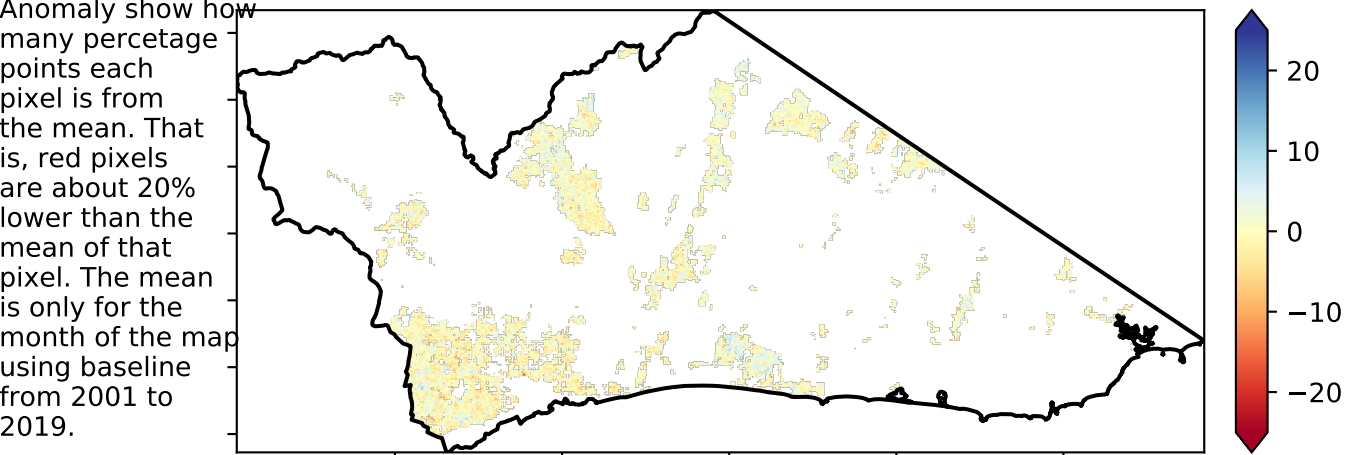 Anomaly show how
many percetage
points each
pixel is from
the mean. That
is, red pixels
are about 20%
lower than the
mean of that
pixel. The mean
is only for the
month of the map
using baseline
from 2001 to
2019.
20
10
0
−10
−20